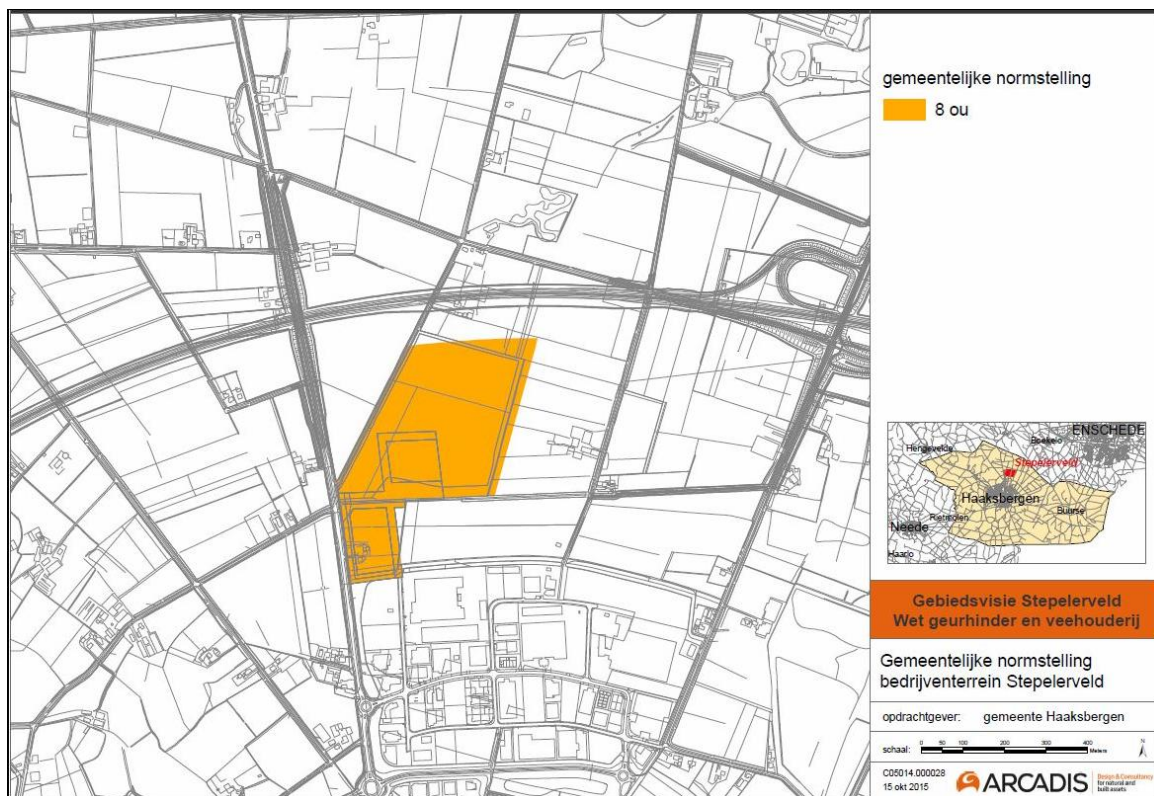 gemeentelijke normstelling
8 ou
ENSCHEDE
Boekelo
Hengevelde
Stepelerveld
Haaksbergen
Buurse
Rietmolen
Neede
Haarlo
Gebiedsvisie Stepelerveld
Wet geurhinder en veehouderij
Gemeentelijke normstelling
bedrijventerrein Stepelerveld
opdrachtgever: gemeente Haaksbergen
schaal: 0 50 100 200 300 400 Meters N
C05014.000028
15 okt 2015
ARCADIS
Design & Consultancy
for natural and
built assets